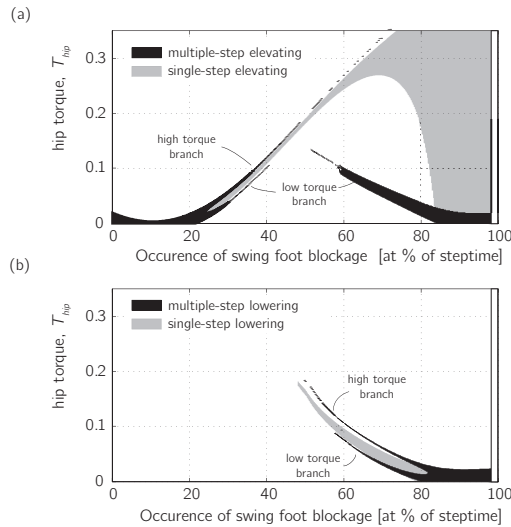 (a)
0.3
0.2
0.1
0
hip torque, T_hip
multiple-step elevating
single-step elevating
high torque
branch
low torque
branch
0 20 40 60 80 100
Occurence of swing foot blockage [at % of steptime]
(b)
0.3
0.2
0.1
0
hip torque, T_hip
multiple-step lowering
single-step lowering
high torque
branch
low torque
branch
0 20 40 60 80 100
Occurence of swing foot blockage [at % of steptime]